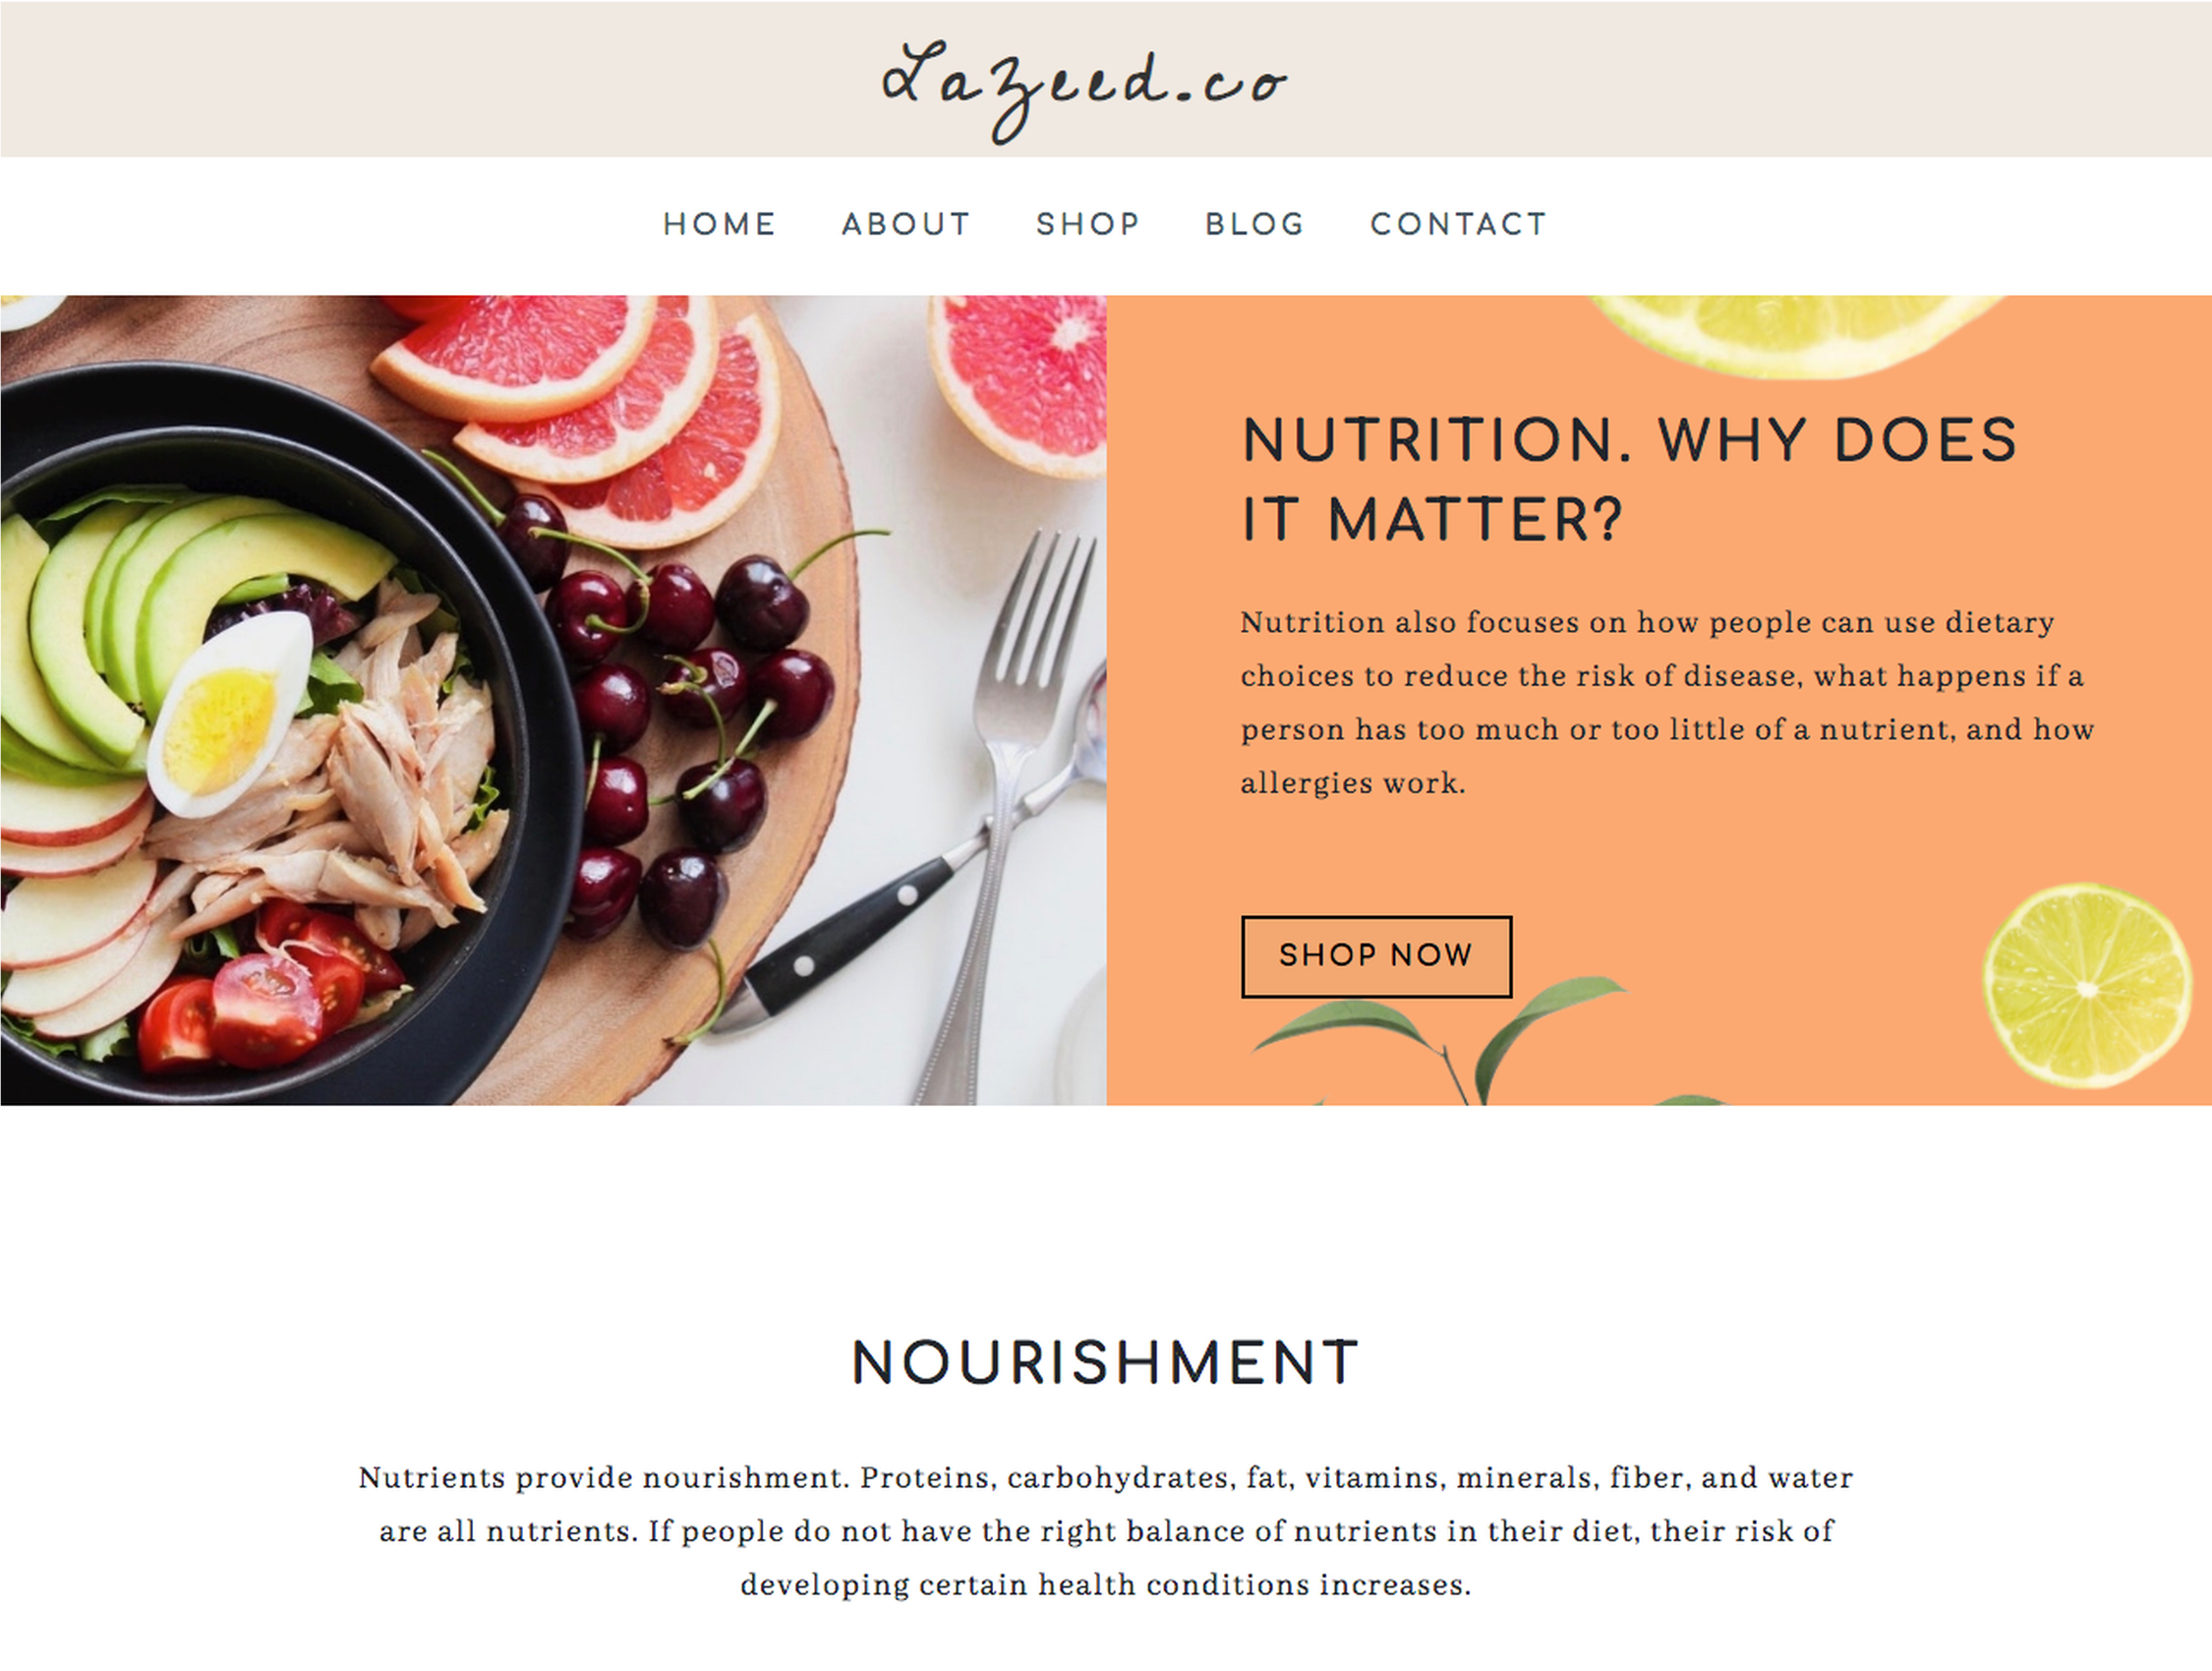 Lazeed.co
HOME ABOUT SHOP BLOG CONTACT
NUTRITION. WHY DOES
IT MATTER?
Nutrition also focuses on how people can use dietary
choices to reduce the risk of disease, what happens if a
person has too much or too little of a nutrient, and how
allergies work.
SHOP NOW
NOURISHMENT
Nutrients provide nourishment. Proteins, carbohydrates, fat, vitamins, minerals, fiber, and water
are all nutrients. If people do not have the right balance of nutrients in their diet, their risk of
developing certain health conditions increases.